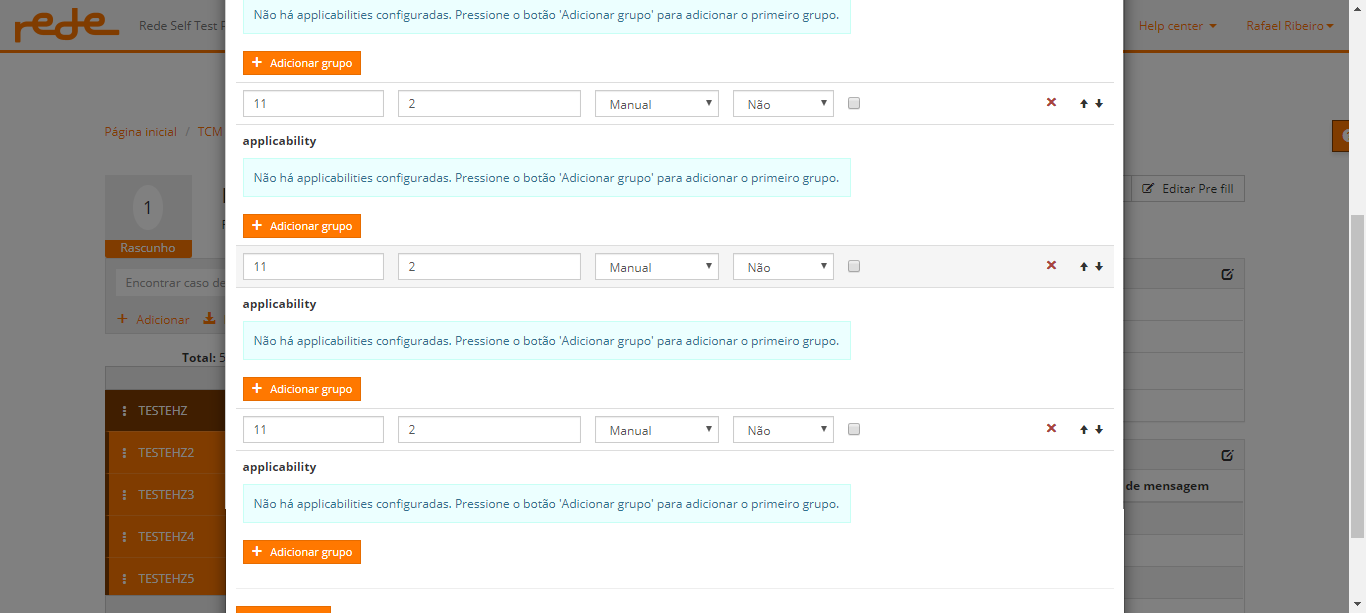 rede
Rede Self Test
Help center
Rafael Ribeiro
Não há applicabilities configuradas. Pressione o botão 'Adicionar grupo' para adicionar o primeiro grupo.
Adicionar grupo
11 2 Manual Não
applicability
Não há applicabilities configuradas. Pressione o botão 'Adicionar grupo' para adicionar o primeiro grupo.
Adicionar grupo
11 2 Manual Não
applicability
Não há applicabilities configuradas. Pressione o botão 'Adicionar grupo' para adicionar o primeiro grupo.
Adicionar grupo
11 2 Manual Não
applicability
Não há applicabilities configuradas. Pressione o botão 'Adicionar grupo' para adicionar o primeiro grupo.
Adicionar grupo
Página inicial / TCM
1
Rascunho
Encontrar caso de
Adicionar
Total: 5
TESTEHZ
TESTEHZ2
TESTEHZ3
TESTEHZ4
TESTEHZ5
Editar Pre fill
de mensagem